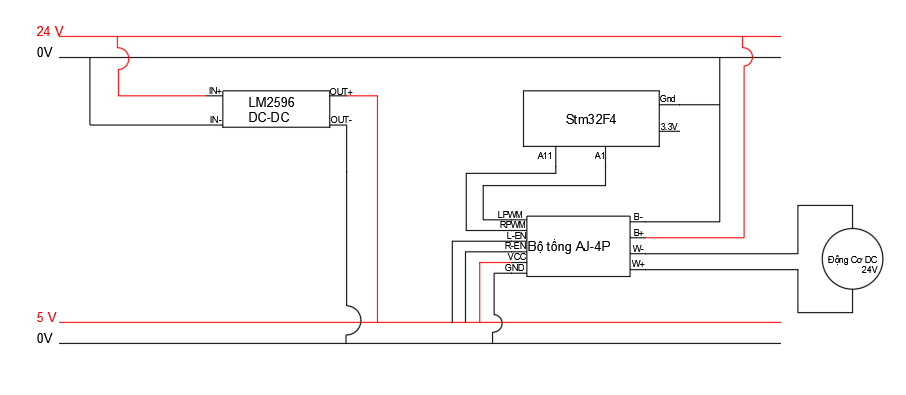 24 V
0V
IN+
LM2596
DC-DC
OUT+
IN-
OUT-
Stm32F4
Gnd
3.3V
A11
A1
LPWM
RPWM
L-EN
R-EN
VCC
GND
Bộ tổng AJ-4P
B-
B+
W-
W+
Động Cơ DC
24V
5 V
0V